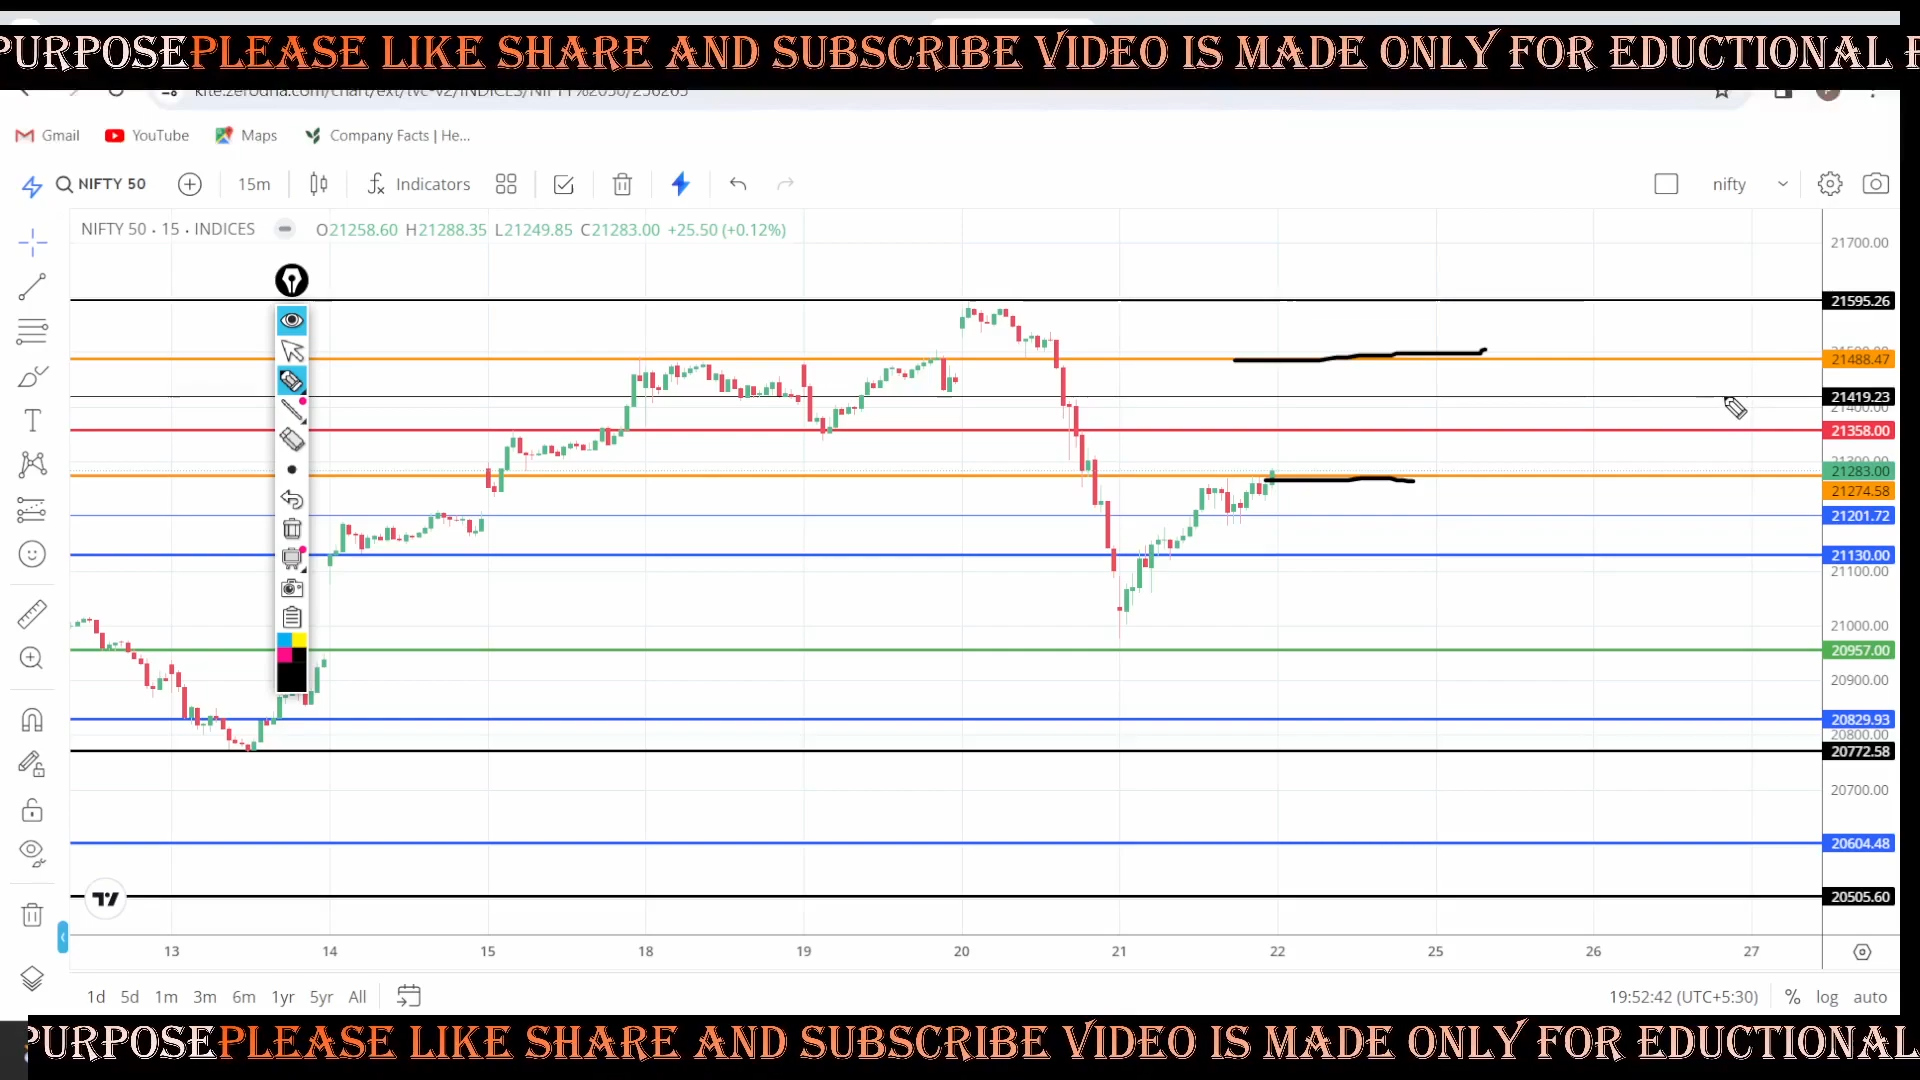 PURPOSEPLEASE LIKE SHARE AND SUBSCRIBE VIDEO IS MADE ONLY FOR EDUCTIONAL
Gmail YouTube Maps Company Facts | He...
NIFTY 50 15m Indicators nifty
NIFTY 50 · 15 · INDICES O21258.60 H21288.35 L21249.85 C21283.00 +25.50 (+0.12%)
21700.00
21595.26
21488.47
21419.23
21400.00
21358.00
21283.00
21274.58
21201.72
21130.00
21100.00
21000.00
20957.00
20900.00
20829.93
20800.00
20772.58
20700.00
20604.48
20505.60
13 14 15 18 19 20 21 22 25 26 27
1d 5d 1m 3m 6m 1yr 5yr All 19:52:42 (UTC+5:30) % log auto
PURPOSEPLEASE LIKE SHARE AND SUBSCRIBE VIDEO IS MADE ONLY FOR EDUCTIONAL